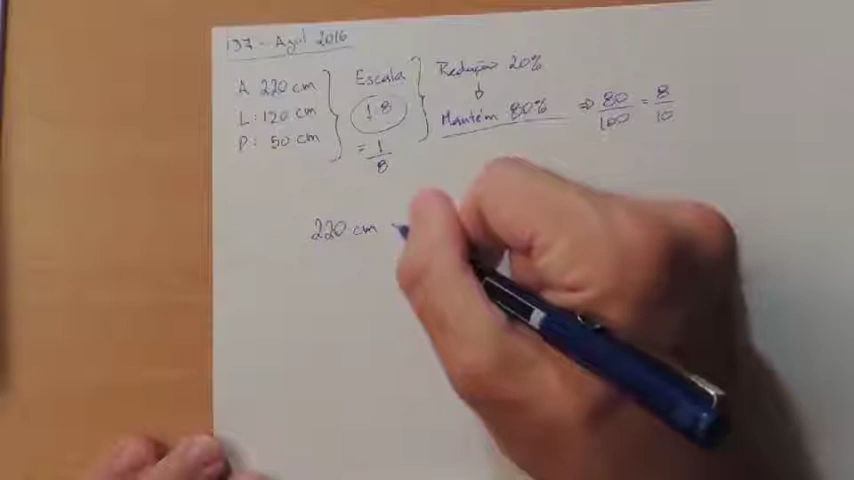 137 - Azul 2016
A 220 cm
L: 120 cm
P: 50 cm
Escala
1:8
= 1/8
Redução 20%
Mantém 80% ⇒ 80/100 = 8/10
220 cm